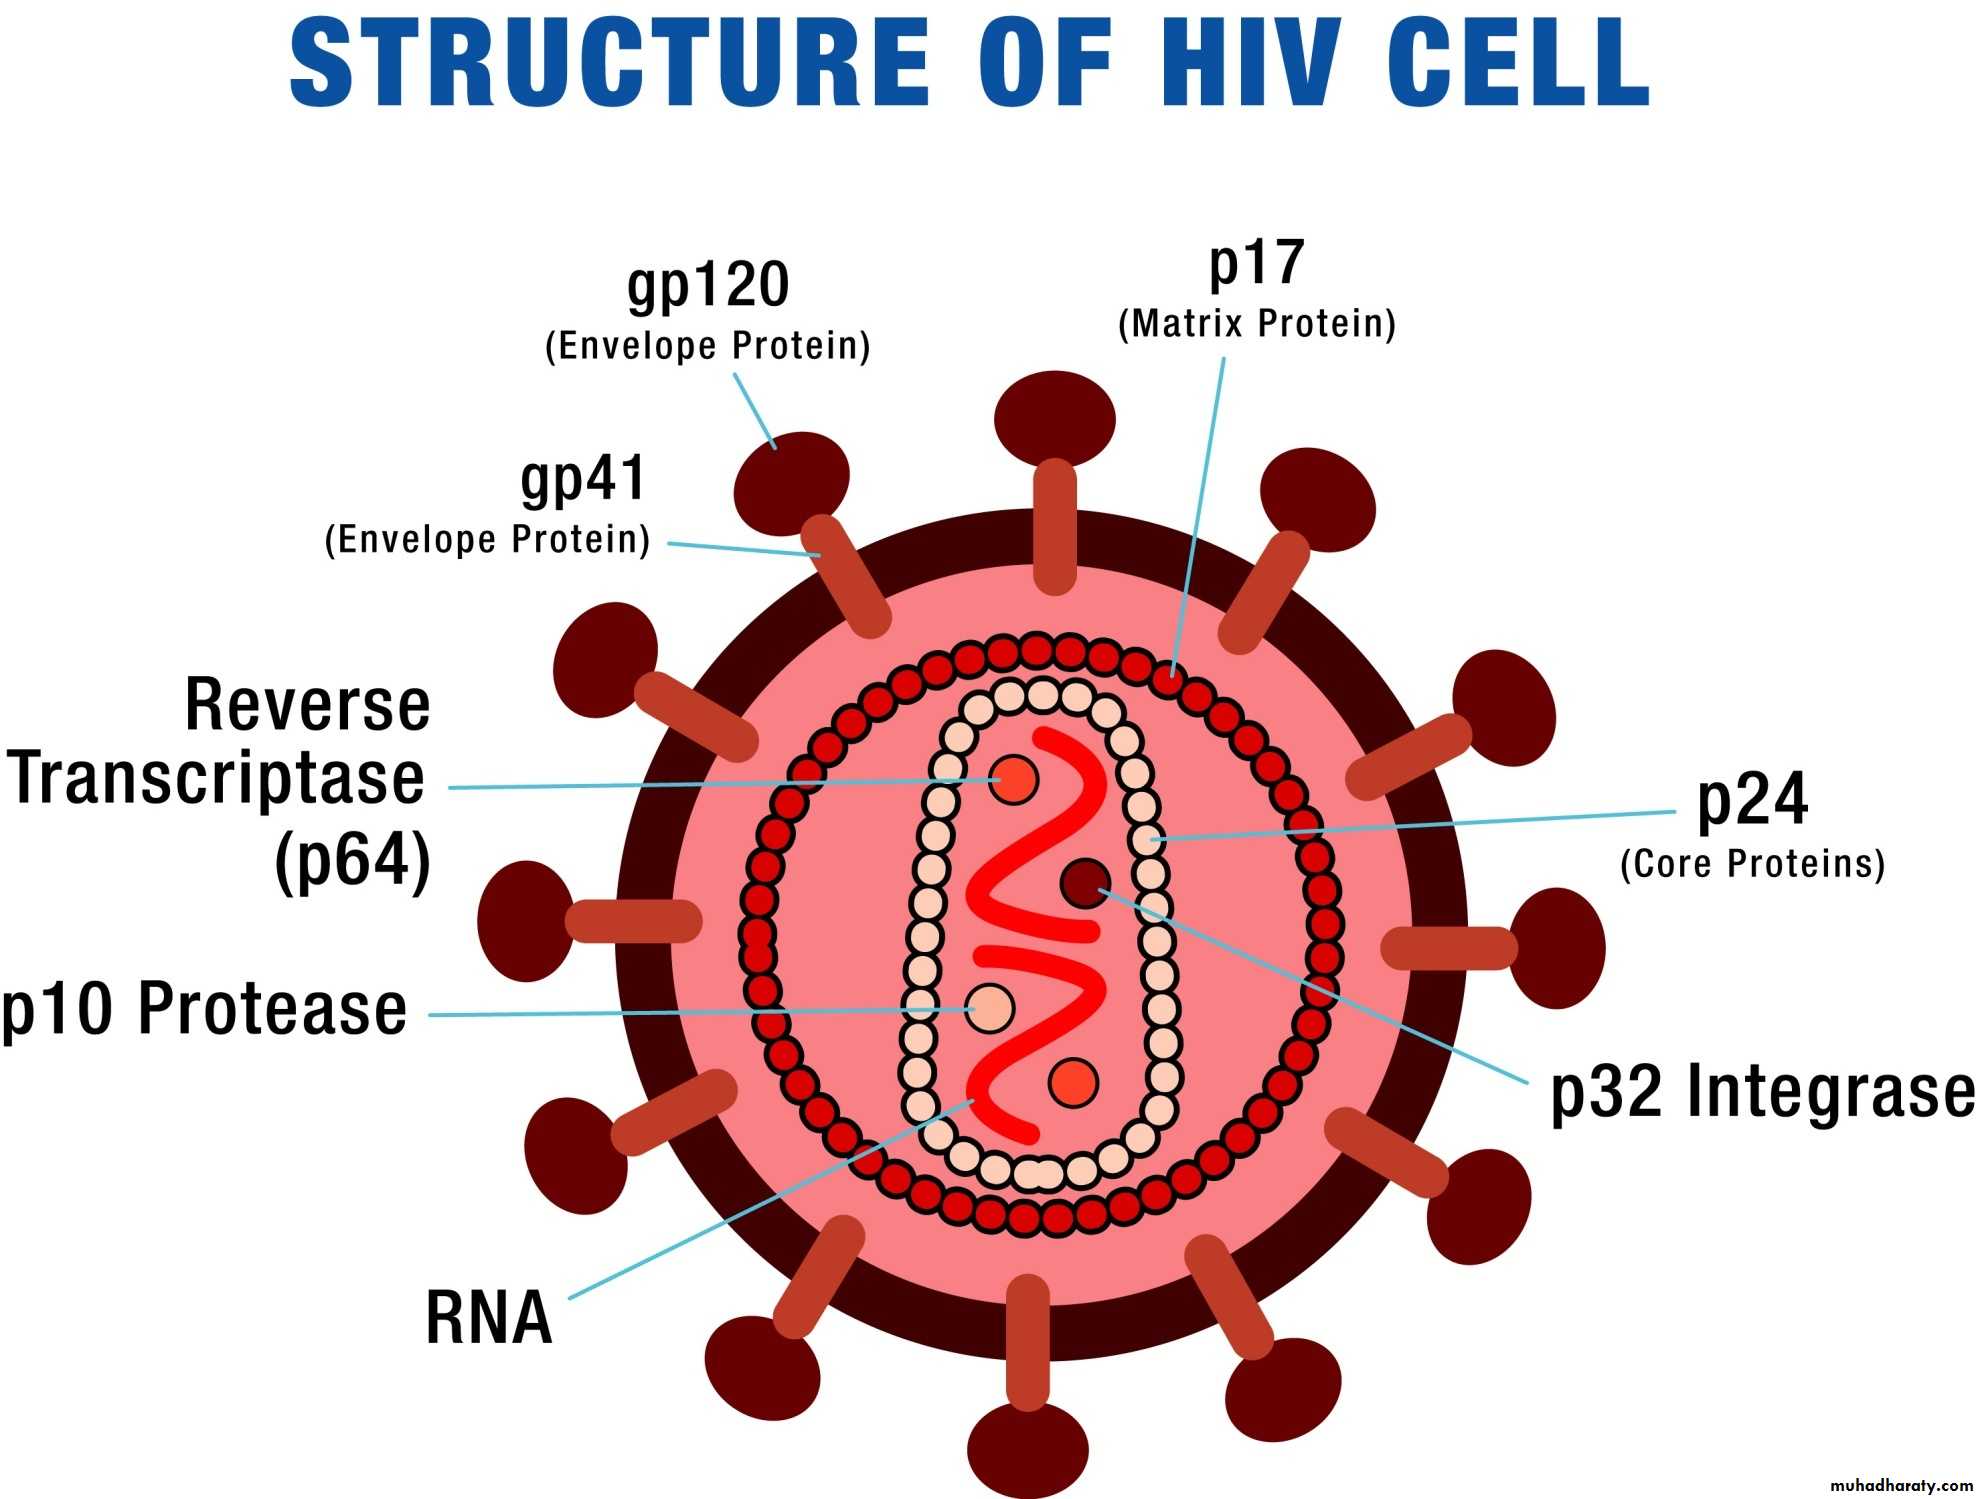 STRUCTURE OF HIV CELL
p17
(Matrix Protein)
gp120
(Envelope Protein)
gp41
(Envelope Protein)
Reverse
Transcriptase
(p64)
p24
(Core Proteins)
p10 Protease
p32 Integrase
RNA
muhadharaty.com